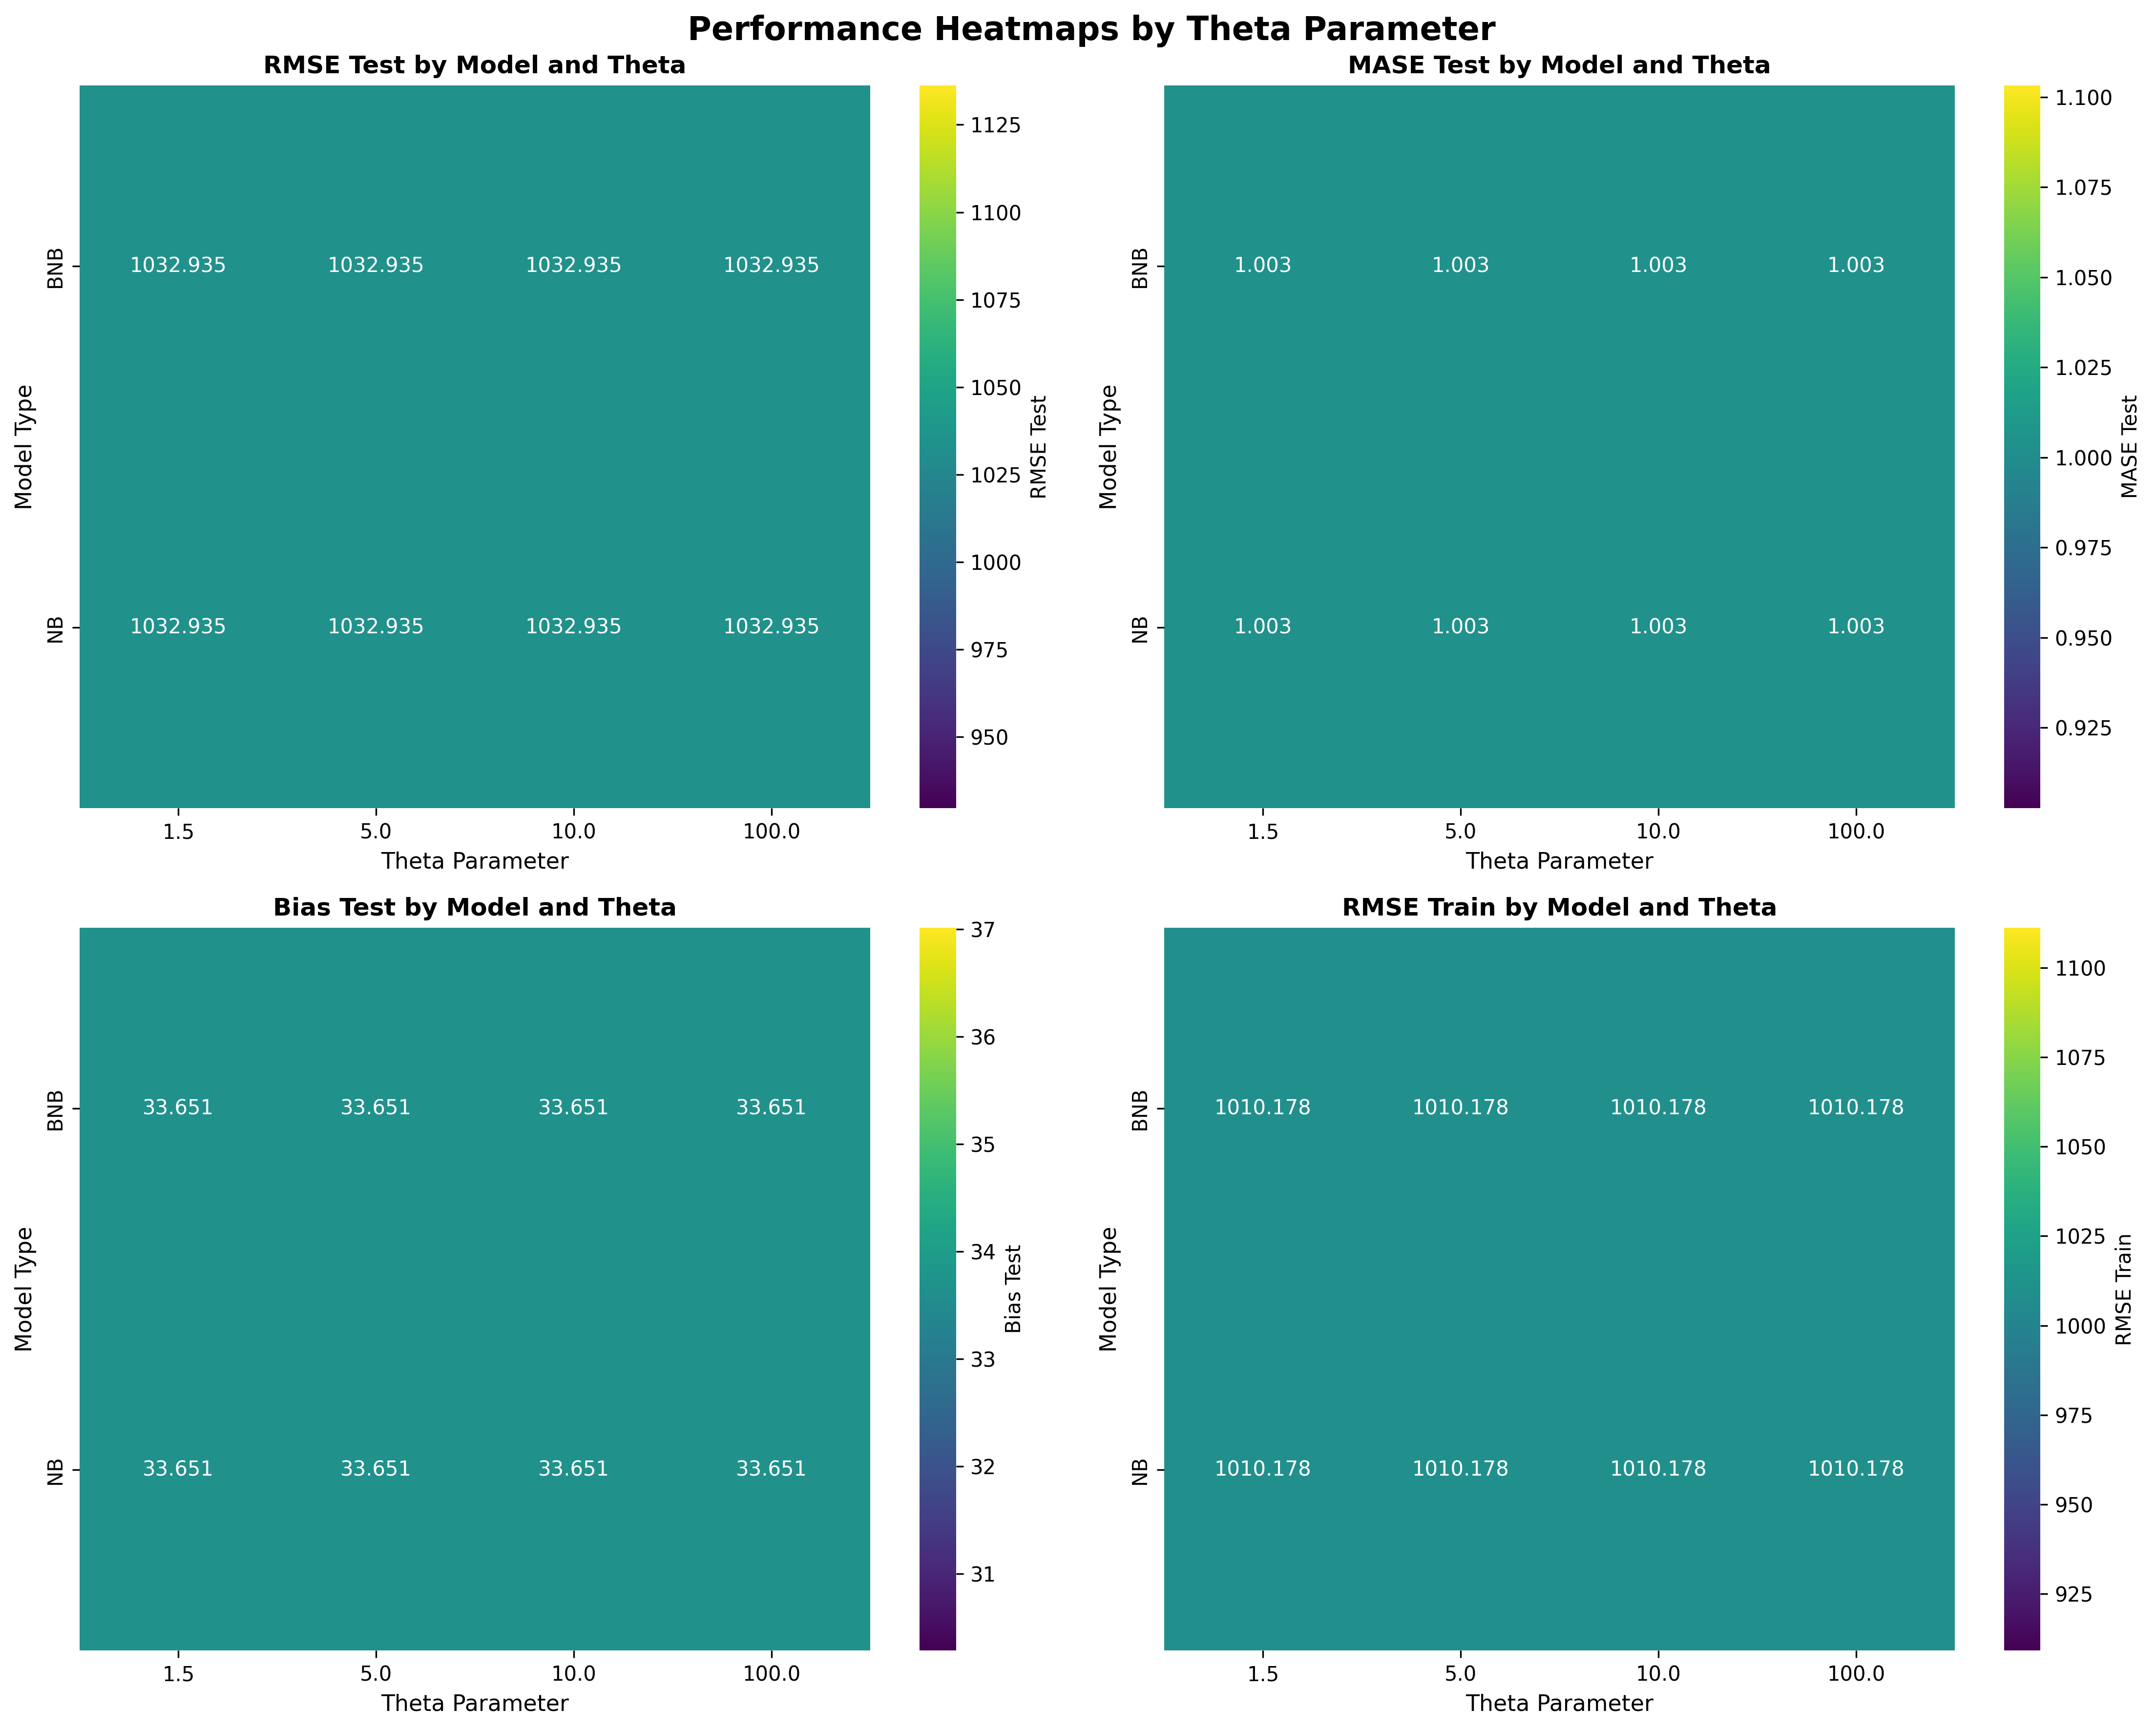 Performance Heatmaps by Theta Parameter
RMSE Test by Model and Theta
Model Type
BNB
1032.935 1032.935 1032.935 1032.935
NB
1032.935 1032.935 1032.935 1032.935
1.5 5.0 10.0 100.0
Theta Parameter
1125
1100
1075
1050
1025
1000
975
950
RMSE Test
MASE Test by Model and Theta
Model Type
BNB
1.003 1.003 1.003 1.003
NB
1.003 1.003 1.003 1.003
1.5 5.0 10.0 100.0
Theta Parameter
1.100
1.075
1.050
1.025
1.000
0.975
0.950
0.925
MASE Test
Bias Test by Model and Theta
Model Type
BNB
33.651 33.651 33.651 33.651
NB
33.651 33.651 33.651 33.651
1.5 5.0 10.0 100.0
Theta Parameter
37
36
35
34
33
32
31
Bias Test
RMSE Train by Model and Theta
Model Type
BNB
1010.178 1010.178 1010.178 1010.178
NB
1010.178 1010.178 1010.178 1010.178
1.5 5.0 10.0 100.0
Theta Parameter
1100
1075
1050
1025
1000
975
950
925
RMSE Train